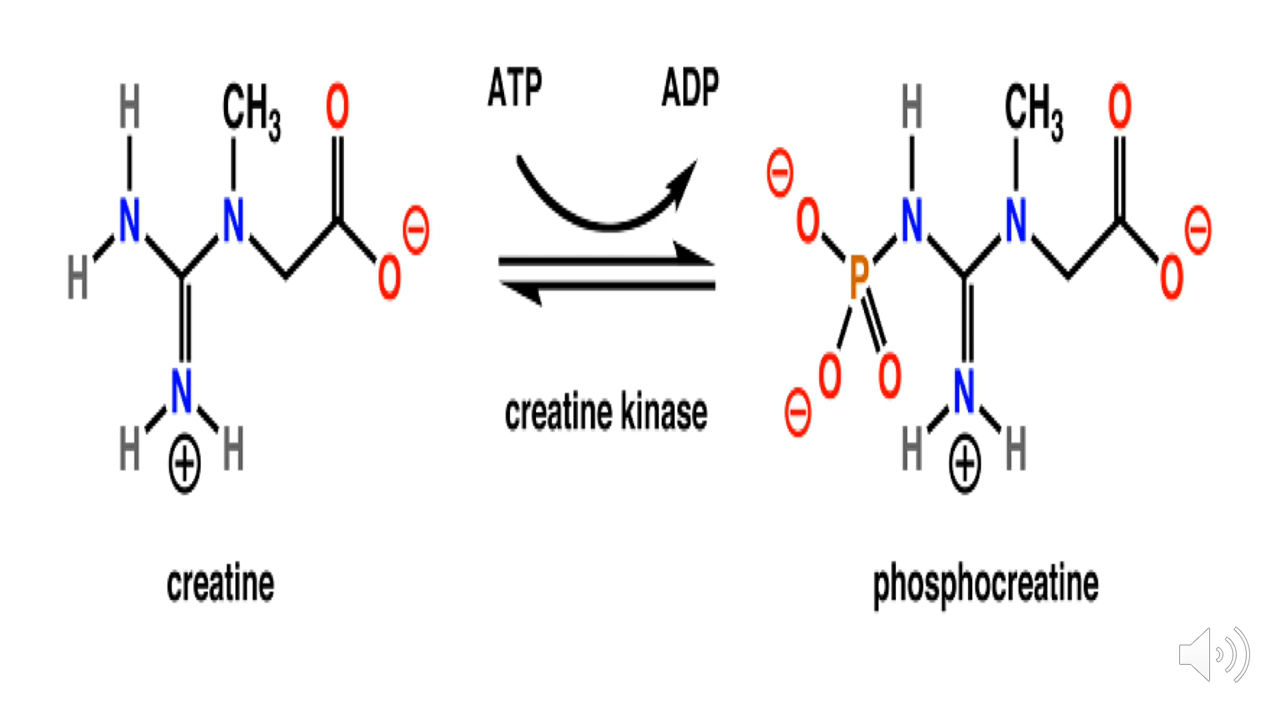 ATP ADP
H CH3 O H CH3 O
⊖ 
N N ⊖ O N N ⊖
H O P O
O O
N ⊖ N
H H H H
⊕ ⊕
creatine kinase
creatine phosphocreatine